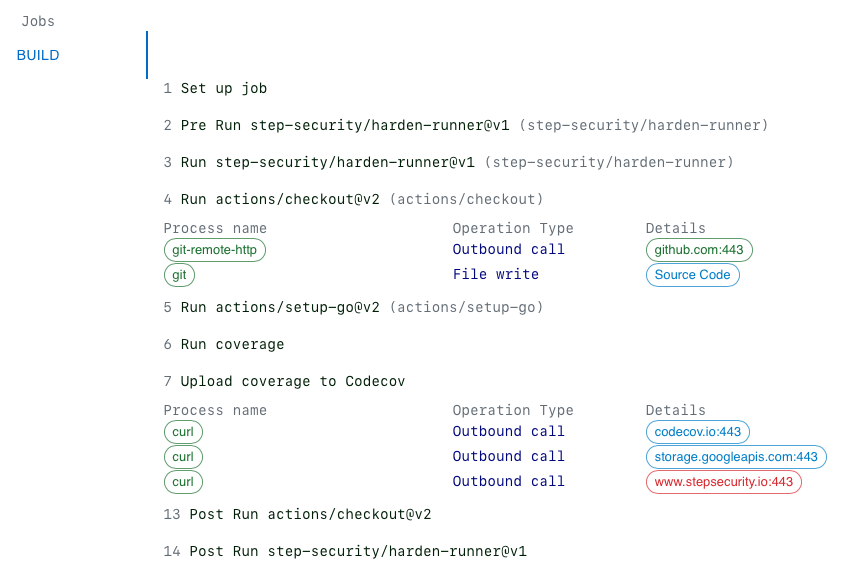 Jobs
BUILD
1 Set up job
2 Pre Run step-security/harden-runner@v1 (step-security/harden-runner)
3 Run step-security/harden-runner@v1 (step-security/harden-runner)
4 Run actions/checkout@v2 (actions/checkout)
Process name Operation Type Details
git-remote-http Outbound call github.com:443
git File write Source Code
5 Run actions/setup-go@v2 (actions/setup-go)
6 Run coverage
7 Upload coverage to Codecov
Process name Operation Type Details
curl Outbound call codecov.io:443
curl Outbound call storage.googleapis.com:443
curl Outbound call www.stepsecurity.io:443
13 Post Run actions/checkout@v2
14 Post Run step-security/harden-runner@v1